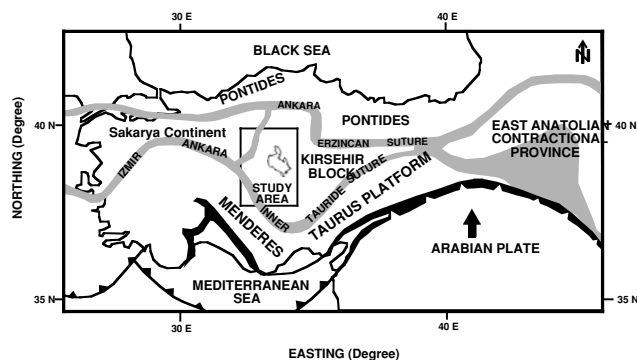 30 E
40 E
BLACK SEA
N
PONTIDES
ANKARA
PONTIDES
40 N
40 N
Sakarya Continent
EAST ANATOLIAN
CONTRACTIONAL
PROVINCE
ERZINCAN SUTURE
IZMIR
ANKARA
KIRSEHIR
BLOCK
STUDY
AREA
INNER
TAURIDE SUTURE
TAURUS PLATFORM
MENDERES
ARABIAN PLATE
MEDITERRANEAN
SEA
35 N
35 N
30 E
40 E
NORTHING (Degree)
EASTING (Degree)